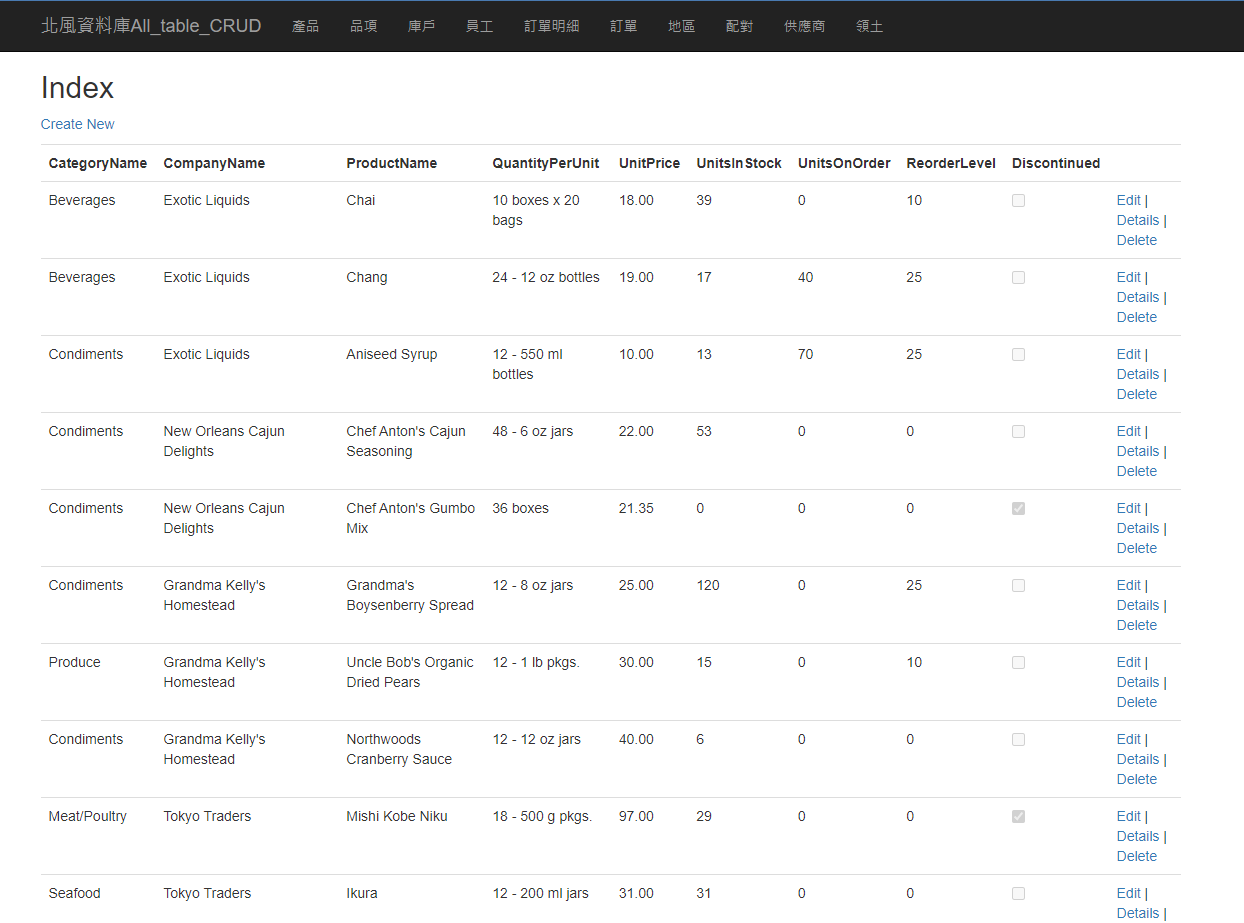 北風資料庫All_table_CRUD 產品 品項 庫戶 員工 訂單明細 訂單 地區 配對 供應商 領土
Index
Create New
CategoryName CompanyName ProductName QuantityPerUnit UnitPrice UnitsInStock UnitsOnOrder ReorderLevel Discontinued
Beverages Exotic Liquids Chai 10 boxes x 20 18.00 39 0 10 Edit |
bags Details |
Delete
Beverages Exotic Liquids Chang 24 - 12 oz bottles 19.00 17 40 25 Edit |
Details |
Delete
Condiments Exotic Liquids Aniseed Syrup 12 - 550 ml 10.00 13 70 25 Edit |
bottles Details |
Delete
Condiments New Orleans Cajun Chef Anton's Cajun 48 - 6 oz jars 22.00 53 0 0 Edit |
Delights Seasoning Details |
Delete
Condiments New Orleans Cajun Chef Anton's Gumbo 36 boxes 21.35 0 0 0 Edit |
Delights Mix Details |
Delete
Condiments Grandma Kelly's Grandma's 12 - 8 oz jars 25.00 120 0 25 Edit |
Homestead Boysenberry Spread Details |
Delete
Produce Grandma Kelly's Uncle Bob's Organic 12 - 1 lb pkgs. 30.00 15 0 10 Edit |
Homestead Dried Pears Details |
Delete
Condiments Grandma Kelly's Northwoods 12 - 12 oz jars 40.00 6 0 0 Edit |
Homestead Cranberry Sauce Details |
Delete
Meat/Poultry Tokyo Traders Mishi Kobe Niku 18 - 500 g pkgs. 97.00 29 0 0 Edit |
Details |
Delete
Seafood Tokyo Traders Ikura 12 - 200 ml jars 31.00 31 0 0 Edit |
Details |